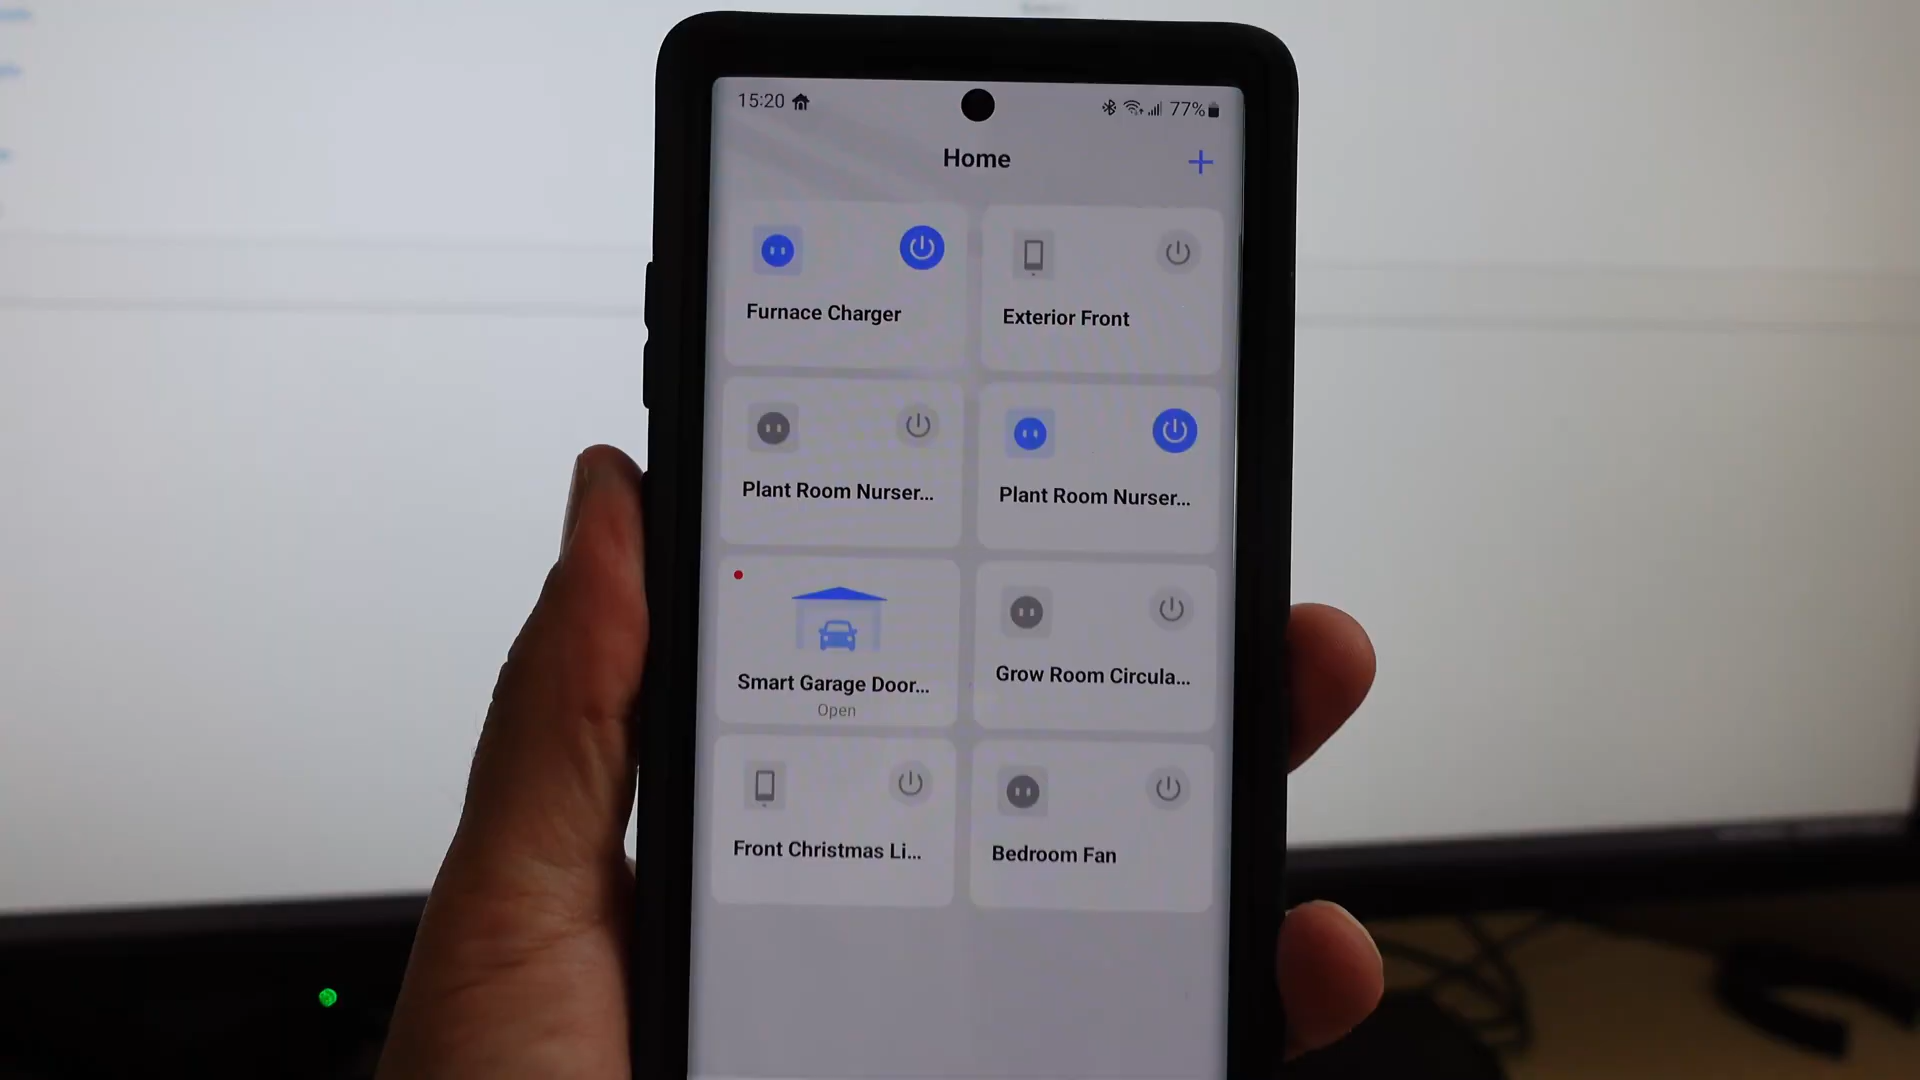 15:20
77%
Home
Furnace Charger
Exterior Front
Plant Room Nurser...
Plant Room Nurser...
Smart Garage Door...
Open
Grow Room Circula...
Front Christmas Li...
Bedroom Fan